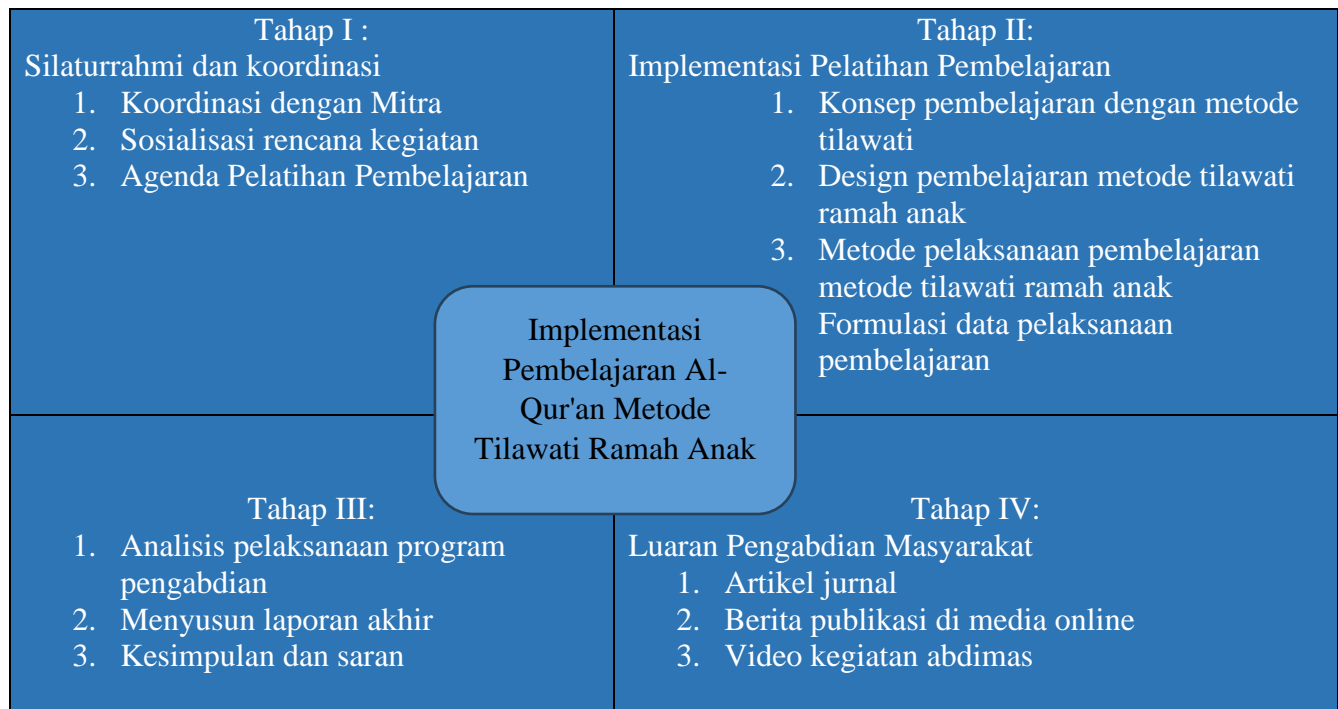 Tahap I :
Silaturrahmi dan koordinasi
1. Koordinasi dengan Mitra
2. Sosialisasi rencana kegiatan
3. Agenda Pelatihan Pembelajaran
Tahap II:
Implementasi Pelatihan Pembelajaran
1. Konsep pembelajaran dengan metode
tilawati
2. Design pembelajaran metode tilawati
ramah anak
3. Metode pelaksanaan pembelajaran
metode tilawati ramah anak
Formulasi data pelaksanaan
pembelajaran
Implementasi
Pembelajaran Al-
Qur'an Metode
Tilawati Ramah Anak
Tahap III:
1. Analisis pelaksanaan program
pengabdian
2. Menyusun laporan akhir
3. Kesimpulan dan saran
Tahap IV:
Luaran Pengabdian Masyarakat
1. Artikel jurnal
2. Berita publikasi di media online
3. Video kegiatan abdimas